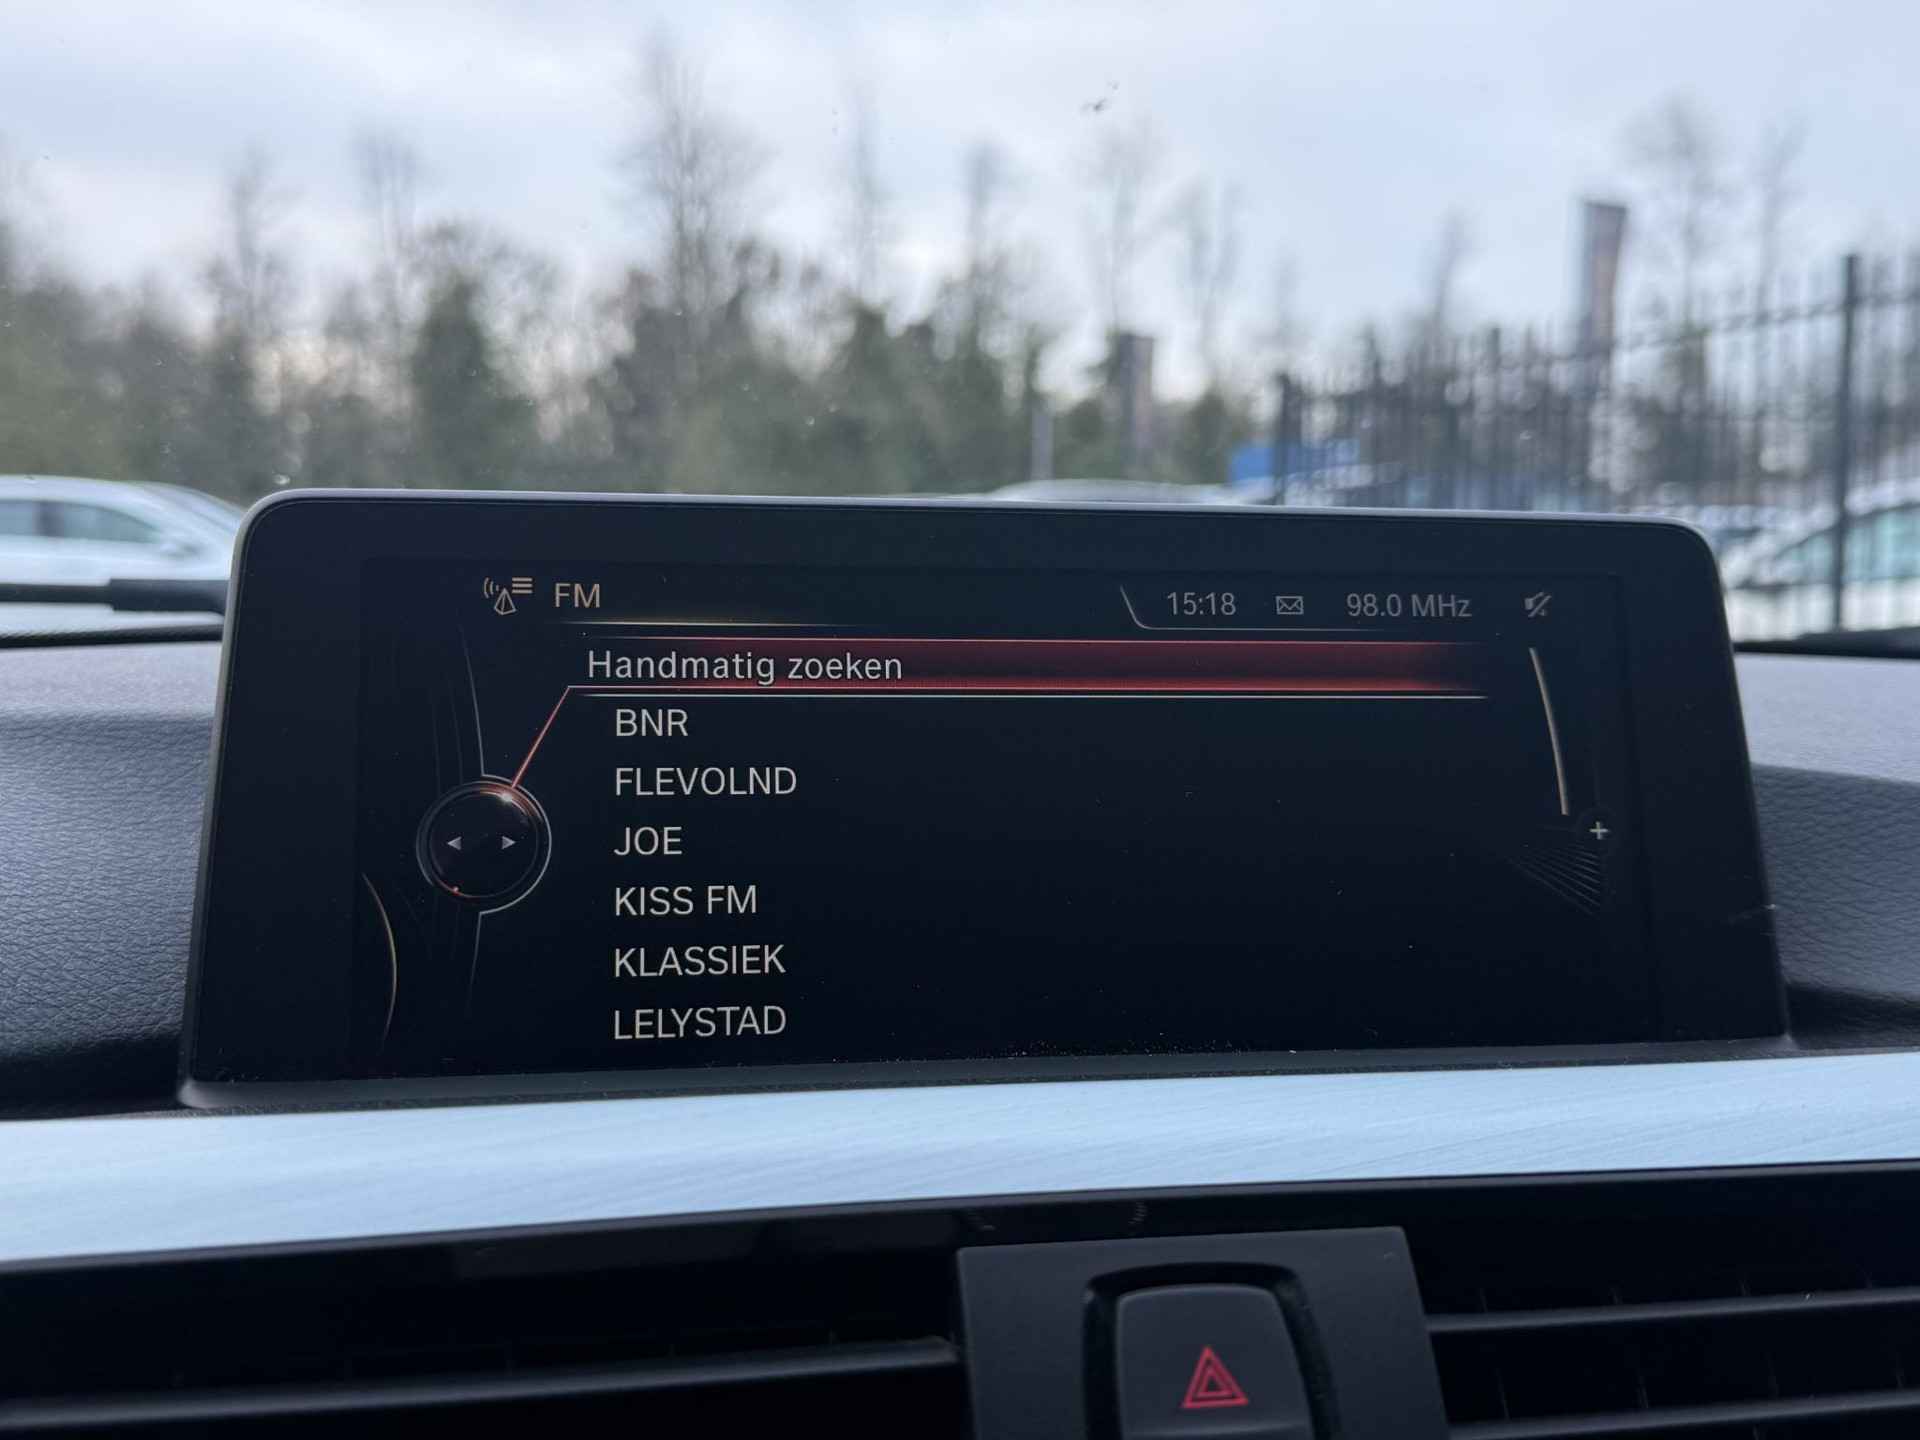 FM 15:18 98.0 MHz
Handmatig zoeken
BNR
FLEVOLND
JOE
KISS FM
KLASSIEK
LELYSTAD